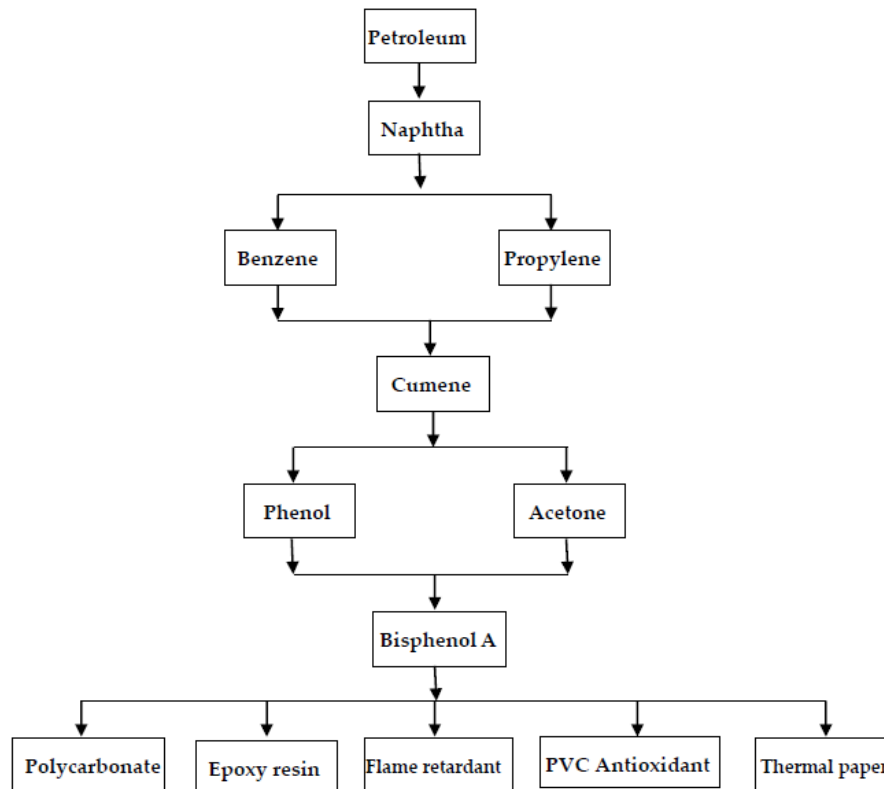 Petroleum
Naphtha
Benzene
Propylene
Cumene
Phenol
Acetone
Bisphenol A
Polycarbonate
Epoxy resin
Flame retardant
PVC Antioxidant
Thermal paper